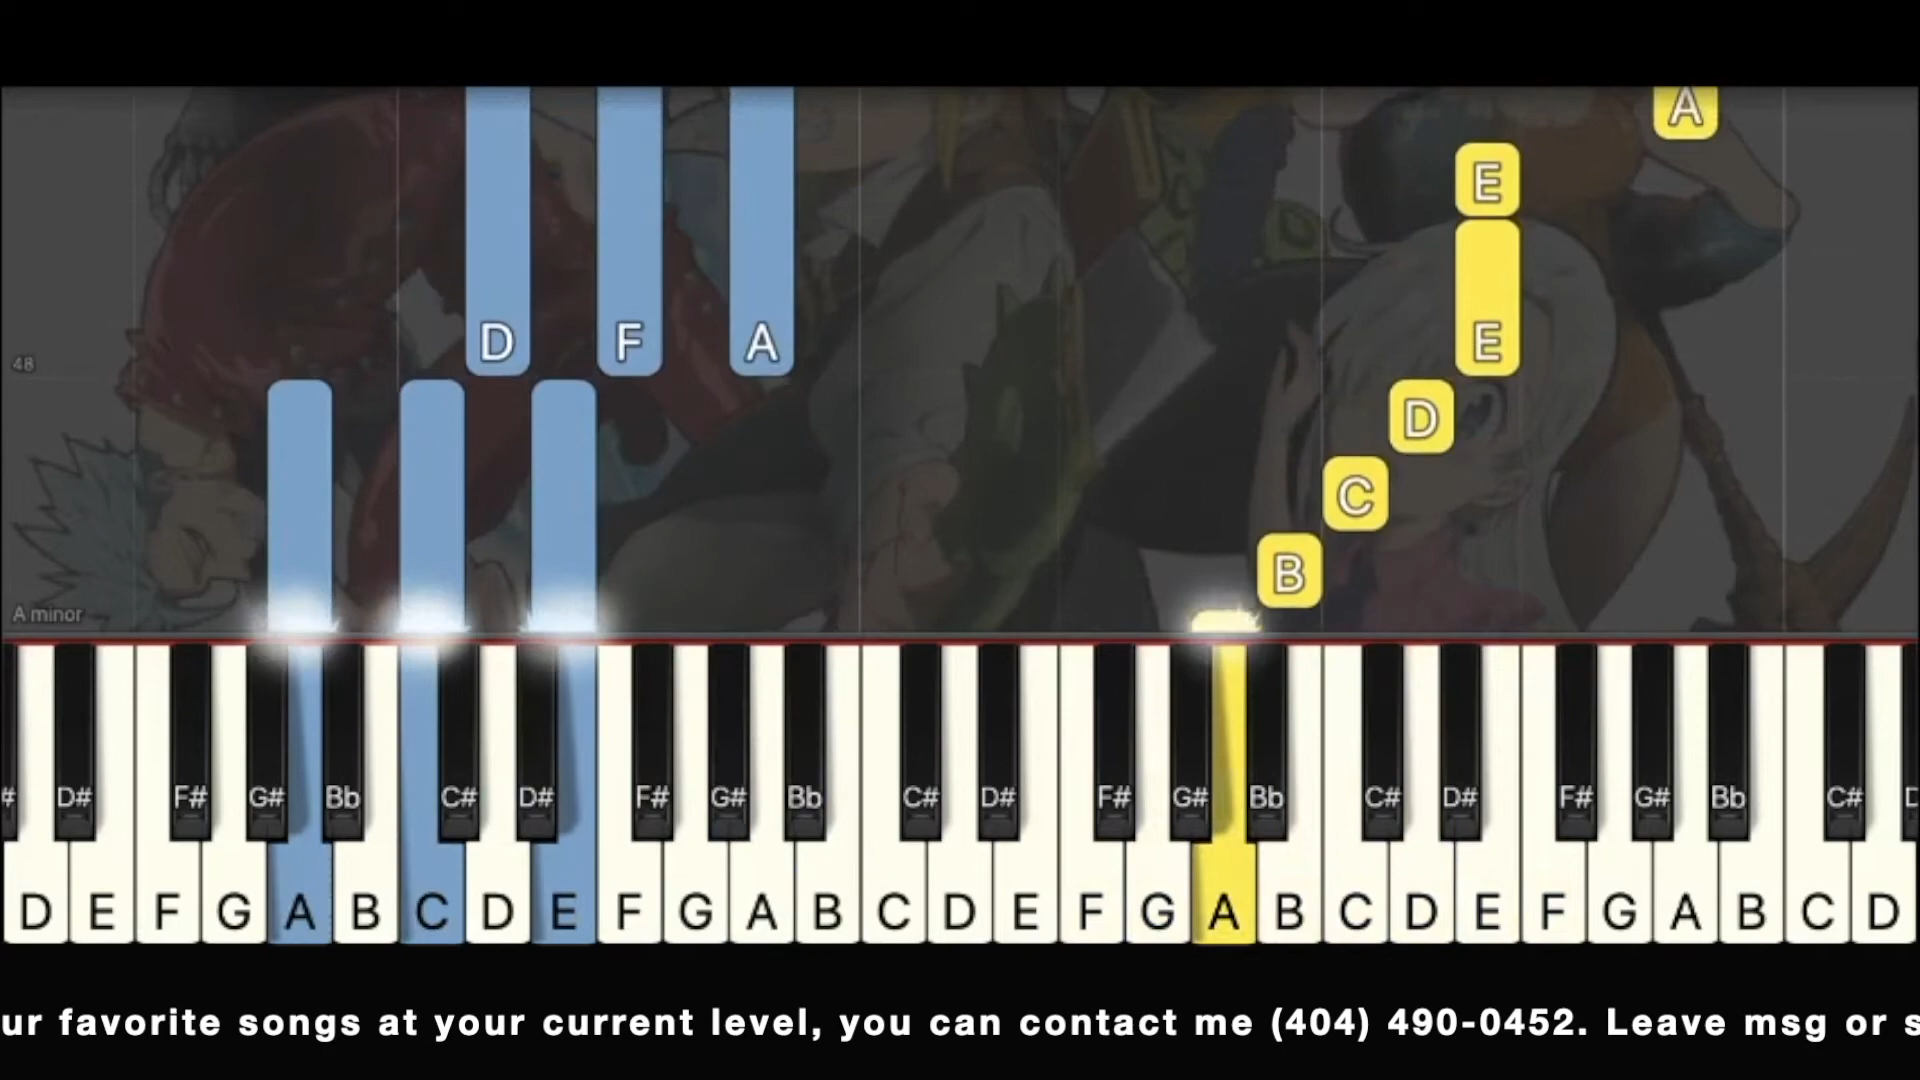 A
E
D F A E
48
D
C
B
A minor
# D# F# G# Bb C# D# F# G# Bb C# D# F# G# Bb C# D# F# G# Bb C#
D E F G A B C D E F G A B C D E F G A B C D E F G A B C D
ur favorite songs at your current level, you can contact me (404) 490-0452. Leave msg or s